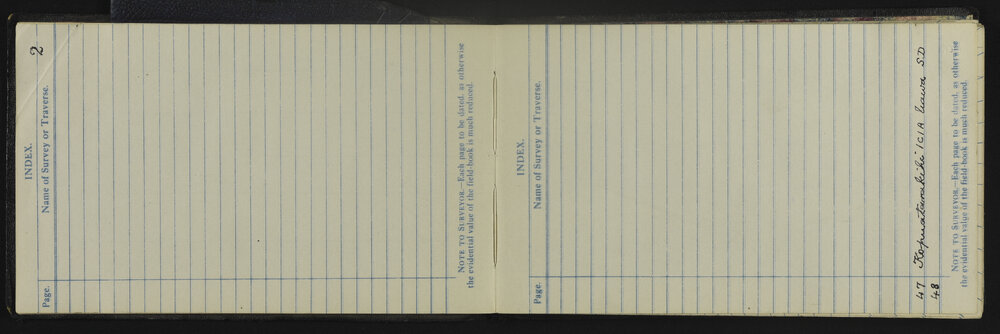 2
INDEX.
Page. Name of Survey or Traverse.
NOTE TO SURVEYOR.—Each page to be dated, as otherwise
the evidential value of the field-book is much reduced.
INDEX.
Page. Name of Survey or Traverse.
47 1C1A S.D
48
NOTE TO SURVEYOR.—Each page to be dated, as otherwise
the evidential value of the field-book is much reduced.